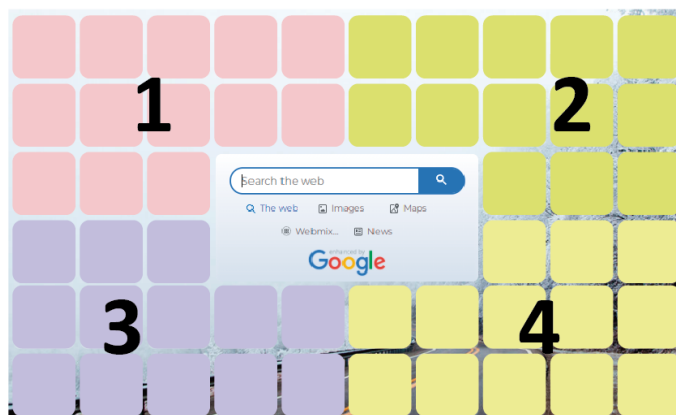 1
2
Search the web
The web Images Maps
Webmix... News
enhanced by
Google
3
4